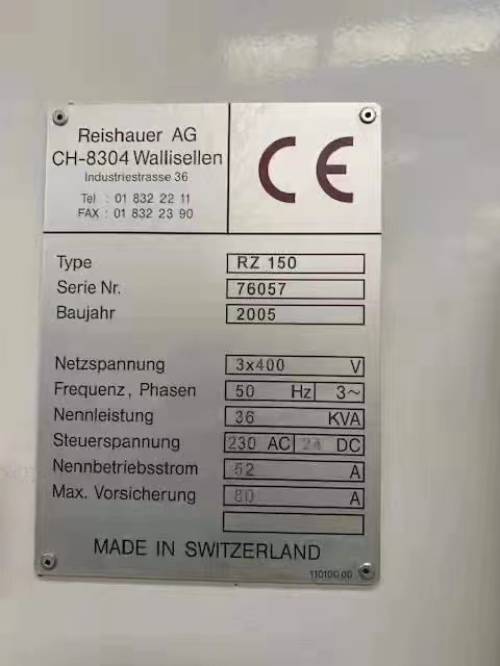 Reishauer AG
CH-8304 Wallisellen
Industriestrasse 36
Tel : 01 832 22 11
FAX : 01 832 23 90
CE
Type RZ 150
Serie Nr. 76057
Baujahr 2005
Netzspannung 3x400 V
Frequenz, Phasen 50 Hz 3~
Nennleistung 36 KVA
Steuerspannung 230 AC 24 DC
Nennbetriebsstrom 52 A
Max. Vorsicherung 80 A
MADE IN SWITZERLAND